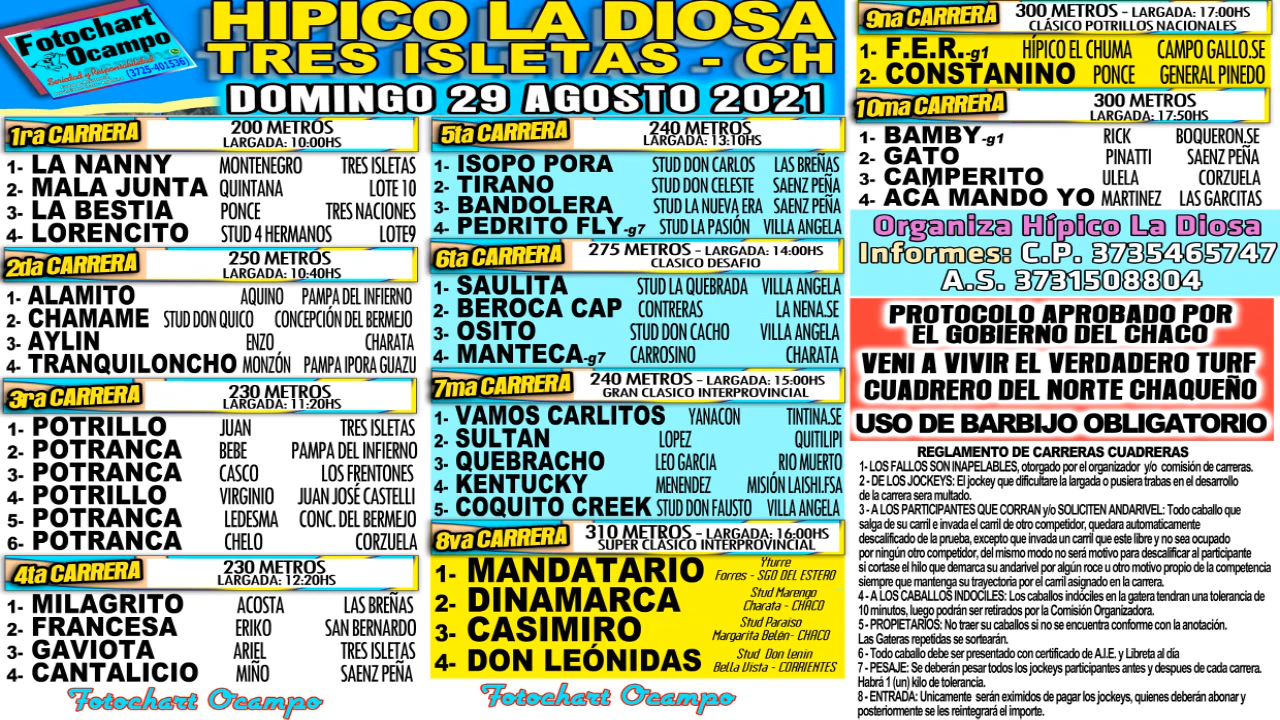 Fotochart
Ocampo
Seriedad y Responsabilidad!
(3725-401536)
HÍPICO LA DIOSA
TRES ISLETAS - CH
DOMINGO 29 AGOSTO 2021
1ra CARRERA 200 METROS
LARGADA: 10:00HS
1- LA NANNY MONTENEGRO TRES ISLETAS
2- MALA JUNTA QUINTANA LOTE 10
3- LA BESTIA PONCE TRES NACIONES
4- LORENCITO STUD 4 HERMANOS LOTE9
2da CARRERA 250 METROS
LARGADA: 10:40HS
1- ALAMITO AQUINO PAMPA DEL INFIERNO
2- CHAMAME STUD DON QUICO CONCEPCIÓN DEL BERMEJO
3- AYLIN ENZO CHARATA
4- TRANQUILONCHO MONZÓN PAMPA IPORA GUAZU
3ra CARRERA 230 METROS
LARGADA: 11:20HS
1- POTRILLO JUAN TRES ISLETAS
2- POTRANCA BEBE PAMPA DEL INFIERNO
3- POTRANCA CASCO LOS FRENTONES
4- POTRILLO VIRGINIO JUAN JOSÉ CASTELLI
5- POTRANCA LEDESMA CONC. DEL BERMEJO
6- POTRANCA CHELO CORZUELA
4ta CARRERA 230 METROS
LARGADA: 12:20HS
1- MILAGRITO ACOSTA LAS BREÑAS
2- FRANCESA ERIKO SAN BERNARDO
3- GAVIOTA ARIEL TRES ISLETAS
4- CANTALICIO MIÑO SAENZ PEÑA
Fotochart Ocampo
5ta CARRERA 240 METROS
LARGADA: 13:10HS
1- ISOPO PORA STUD DON CARLOS LAS BREÑAS
2- TIRANO STUD DON CELESTE SAENZ PEÑA
3- BANDOLERA STUD LA NUEVA ERA SAENZ PEÑA
4- PEDRITO FLY-g7 STUD LA PASIÓN VILLA ANGELA
6ta CARRERA 275 METROS - LARGADA: 14:00HS
CLASICO DESAFIO
1- SAULITA STUD LA QUEBRADA VILLA ANGELA
2- BEROCA CAP CONTRERAS LA NENA.SE
3- OSITO STUD DON CACHO VILLA ANGELA
4- MANTECA-g7 CARROSINO CHARATA
7ma CARRERA 240 METROS - LARGADA: 15:00HS
GRAN CLASICO INTERPROVINCIAL
1- VAMOS CARLITOS YANACÓN TINTINA.SE
2- SULTAN LOPEZ QUITILIPI
3- QUEBRACHO LEO GARCIA RIO MUERTO
4- KENTUCKY MENENDEZ MISIÓN LAISHI.FSA
5- COQUITO CREEK STUD DON FAUSTO VILLA ANGELA
8va CARRERA 310 METROS - LARGADA: 16:00HS
SUPER CLASICO INTERPROVINCIAL
1- MANDATARIO Yturre
Forres - SGO DEL ESTERO
2- DINAMARCA Stud Marengo
Charata - CHACO
3- CASIMIRO Stud Paraiso
Margarita Belén- CHACO
4- DON LEÓNIDAS Stud Don Lenin
Bella Vista - CORRIENTES
Fotochart Ocampo
9na CARRERA 300 METROS - LARGADA: 17:00HS
CLÁSICO POTRILLOS NACIONALES
1- F.E.R.-g1 HÍPICO EL CHUMA CAMPO GALLO.SE
2- CONSTANINO PONCE GENERAL PINEDO
10ma CARRERA 300 METROS
LARGADA: 17:50HS
1- BAMBY-g1 RICK BOQUERON.SE
2- GATO PINATTI SAENZ PEÑA
3- CAMPERITO ULELA CORZUELA
4- ACÁ MANDO YO MARTINEZ LAS GARCITAS
Organiza Hípico La Diosa
Informes: C.P. 3735465747
A.S. 3731508804
PROTOCOLO APROBADO POR
EL GOBIERNO DEL CHACO
VENI A VIVIR EL VERDADERO TURF
CUADRERO DEL NORTE CHAQUEÑO
USO DE BARBIJO OBLIGATORIO
REGLAMENTO DE CARRERAS CUADRERAS
1- LOS FALLOS SON INAPELABLES, otorgado por el organizador y/o comisión de carreras.
2 - DE LOS JOCKEYS: El jockey que dificultare la largada o pusiera trabas en el desarrollo
de la carrera será multado.
3 - A LOS PARTICIPANTES QUE CORRAN y/o SOLICITEN ANDARIVEL: Todo caballo que
salga de su carril e invada el carril de otro competidor, quedara automaticamente
descalificado de la prueba, excepto que invada un carril que este libre y no sea ocupado
por ningún otro competidor, del mismo modo no será motivo para descalificar al participante
si cortase el hilo que demarca su andarivel por algún roce u otro motivo propio de la competencia
siempre que mantenga su trayectoria por el carril asignado en la carrera.
4 - A LOS CABALLOS INDÓCILES: Los caballos indóciles en la gatera tendran una tolerancia de
10 minutos, luego podrán ser retirados por la Comisión Organizadora.
5 - PROPIETARIOS: No traer su caballos si no se encuentra conforme con la anotación.
Las Gateras repetidas se sortearán.
6 - Todo caballo debe ser presentado con certificado de A.I.E. y Libreta al día
7 - PESAJE: Se deberán pesar todos los jockeys participantes antes y despues de cada carrera.
Habrá 1 (un) kilo de tolerancia.
8 - ENTRADA: Unicamente serán eximidos de pagar los jockeys, quienes deberán abonar y
posteriormente se les reintegrará el importe.